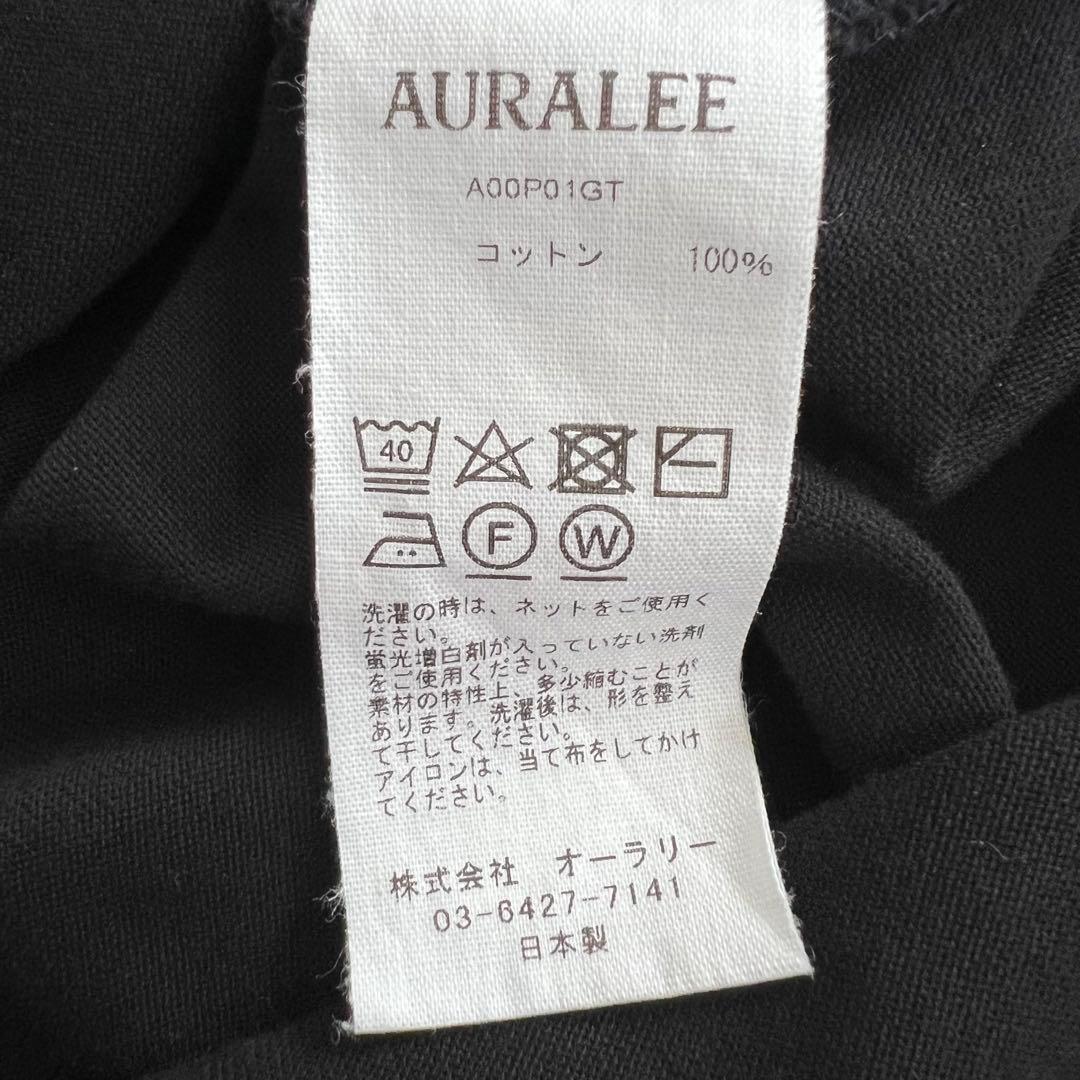 AURALEE
A00P01GT
コットン 100%
40
F W
洗濯の時は、ネットをご使用く
ださい。
蛍光増白剤が入っていない洗剤
をご使用ください。
素材の特性上、多少縮むことが
あります。洗濯後は、形を整え
て干してください。
アイロンは、当て布をしてかけ
てください。
株式会社 オーラリー
03-6427-7141
日本製